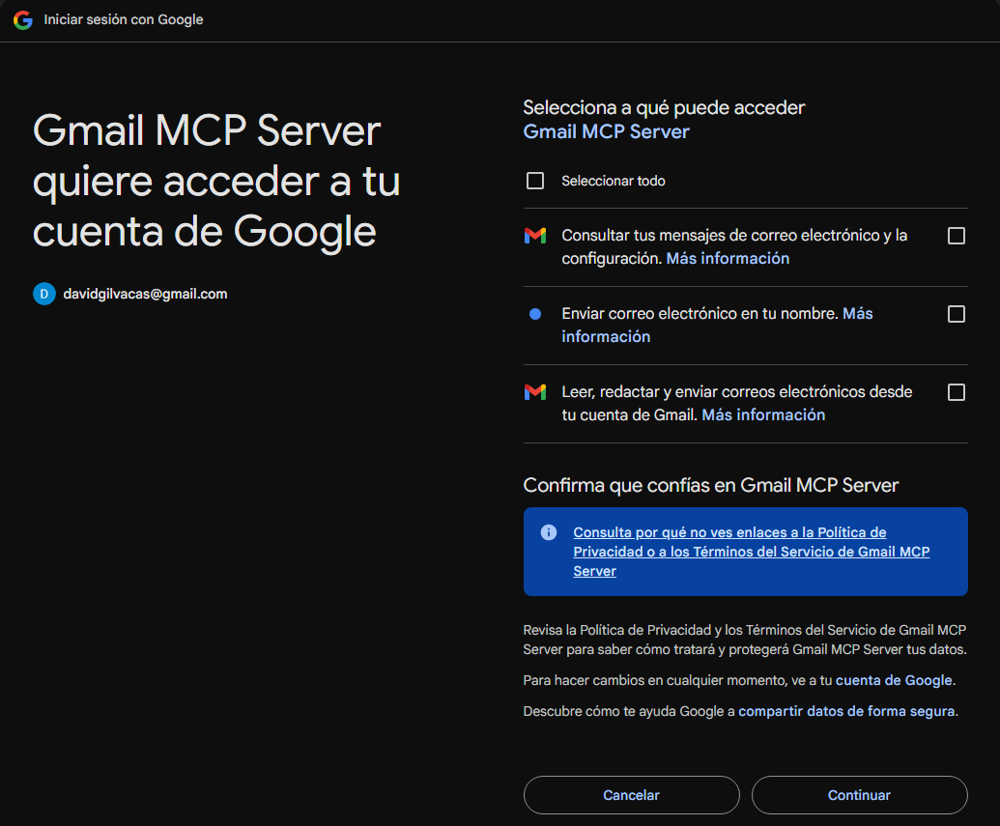 Iniciar sesión con Google
Gmail MCP Server
quiere acceder a tu
cuenta de Google
D davidgilvacas@gmail.com
Selecciona a qué puede acceder
Gmail MCP Server
Seleccionar todo
Consultar tus mensajes de correo electrónico y la
configuración. Más información
Enviar correo electrónico en tu nombre. Más
información
Leer, redactar y enviar correos electrónicos desde
tu cuenta de Gmail. Más información
Confirma que confías en Gmail MCP Server
Consulta por qué no ves enlaces a la Política de
Privacidad o a los Términos del Servicio de Gmail MCP
Server
Revisa la Política de Privacidad y los Términos del Servicio de Gmail MCP
Server para saber cómo tratará y protegerá Gmail MCP Server tus datos.
Para hacer cambios en cualquier momento, ve a tu cuenta de Google.
Descubre cómo te ayuda Google a compartir datos de forma segura.
Cancelar
Continuar